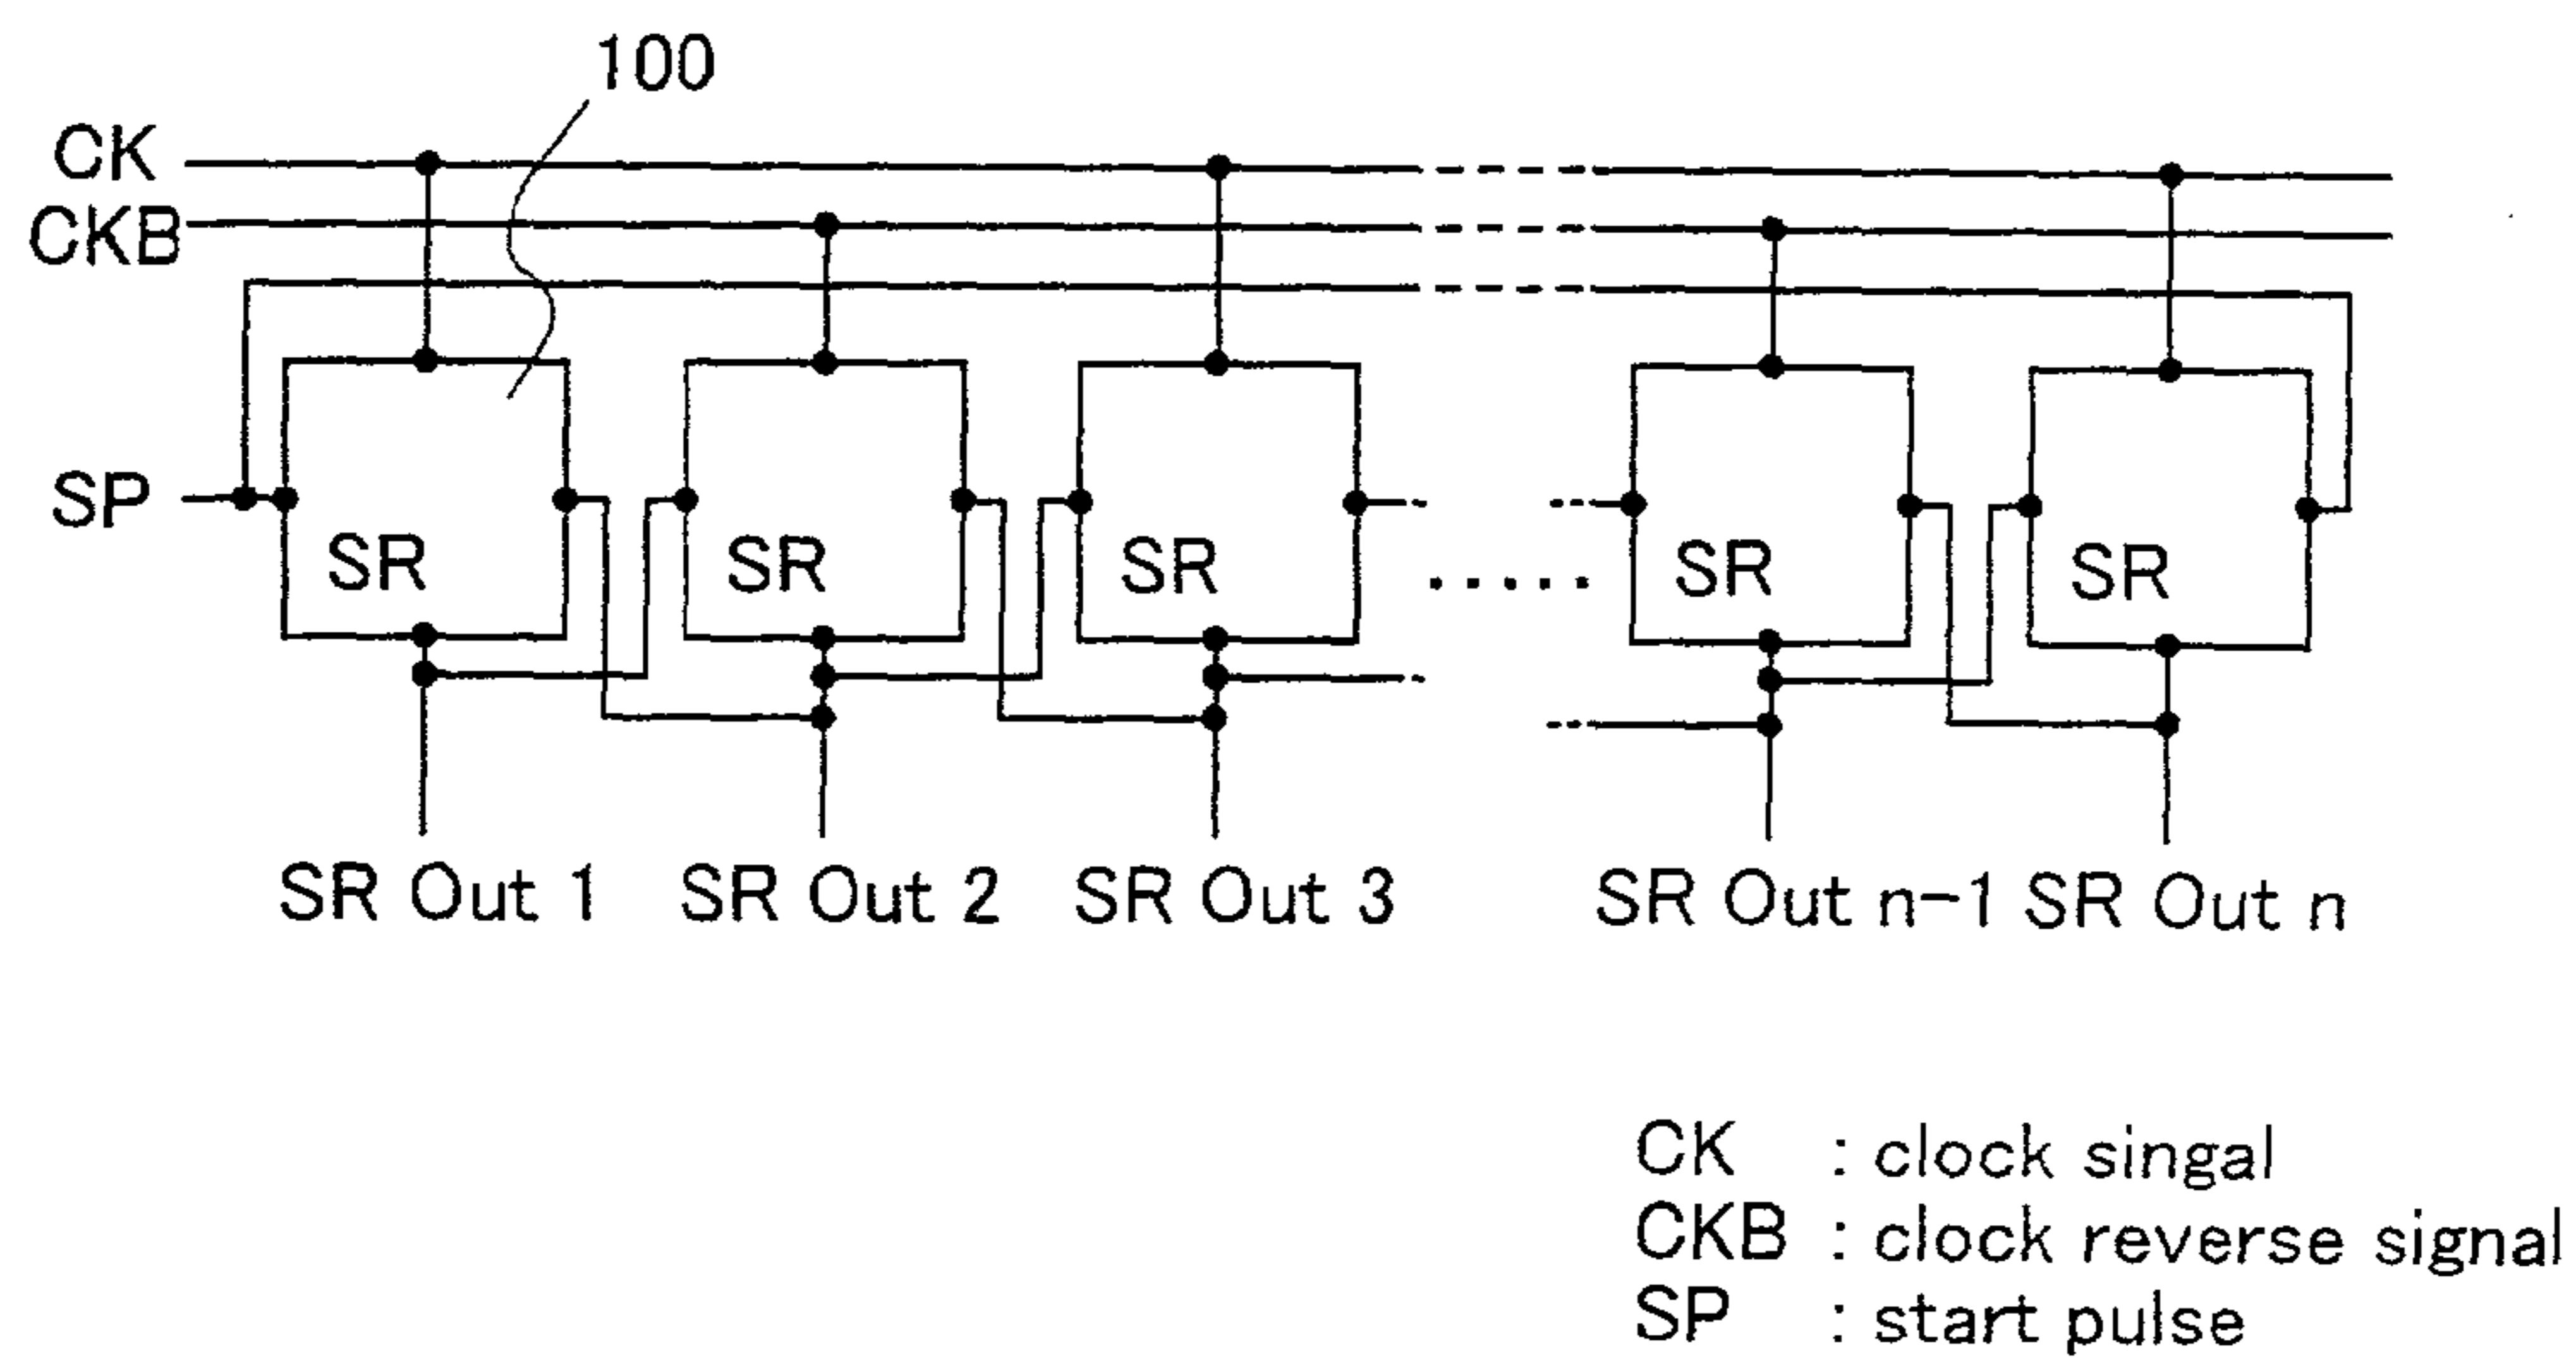 100
CK
CKB
SP
SR SR SR ..... SR SR
SR Out 1 SR Out 2 SR Out 3 SR Out n-1 SR Out n
CK : clock singal
CKB : clock reverse signal
SP : start pulse